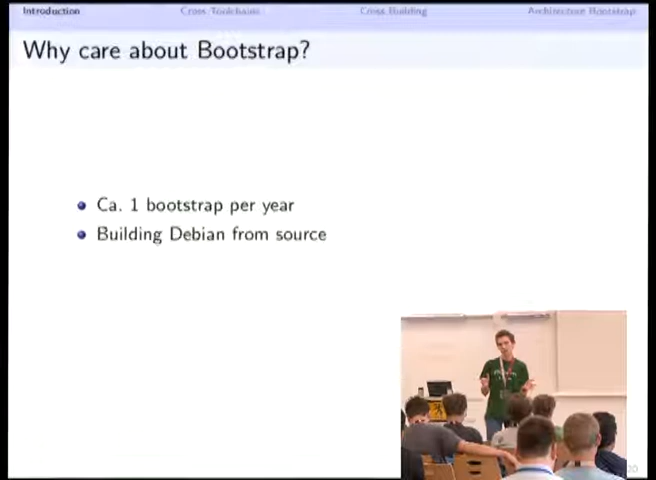 Introduction
Cross Toolchains
Cross Building
Architecture Bootstrap
Why care about Bootstrap?
Ca. 1 bootstrap per year
Building Debian from source